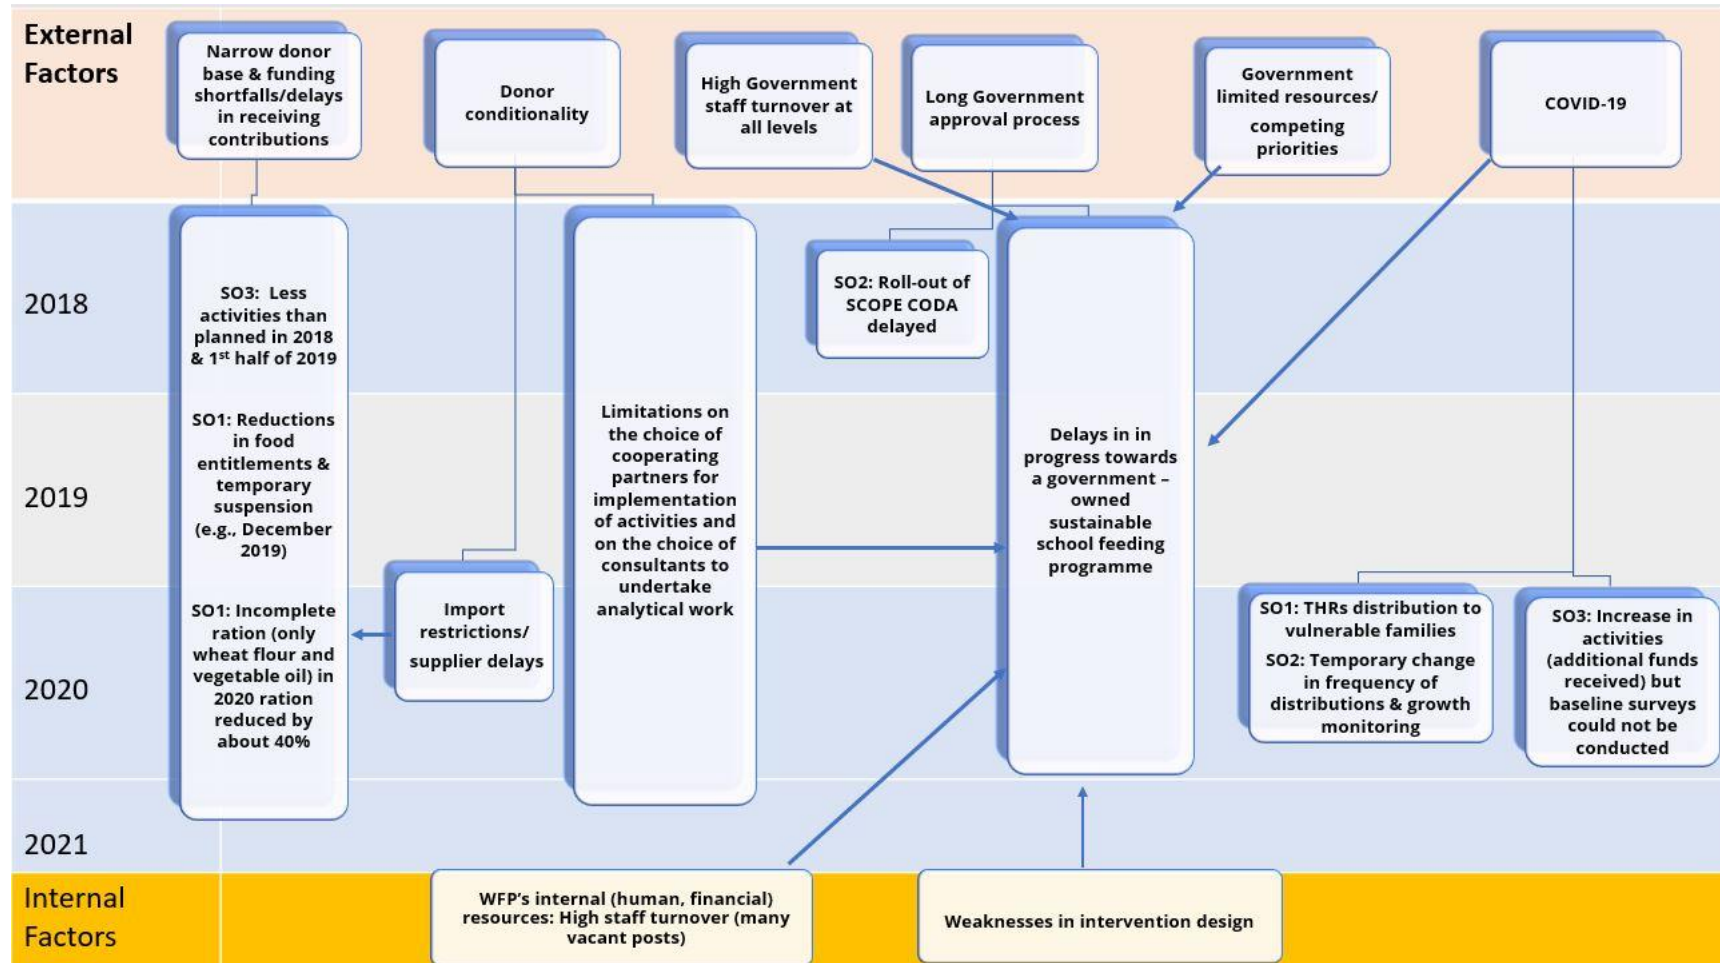 External
Factors
Narrow donor
base & funding
shortfalls/delays
in receiving
contributions
Donor
conditionality
High Government
staff turnover at
all levels
Long Government
approval process
Government
limited resources/
competing
priorities
COVID-19
2018
SO3: Less
activities than
planned in 2018
& 1st half of 2019
SO1: Reductions
in food
entitlements &
temporary
suspension
(e.g., December
2019)
SO1: Incomplete
ration (only
wheat flour and
vegetable oil) in
2020 ration
reduced by
about 40%
Import
restrictions/
supplier delays
Limitations on
the choice of
cooperating
partners for
implementation
of activities and
on the choice of
consultants to
undertake
analytical work
SO2: Roll-out of
SCOPE CODA
delayed
Delays in in
progress towards
a government –
owned
sustainable
school feeding
programme
2019
2020
SO1: THRs distribution to
vulnerable families
SO2: Temporary change
in frequency of
distributions & growth
monitoring
SO3: Increase in
activities
(additional funds
received) but
baseline surveys
could not be
conducted
2021
Internal
Factors
WFP's internal (human, financial)
resources: High staff turnover (many
vacant posts)
Weaknesses in intervention design